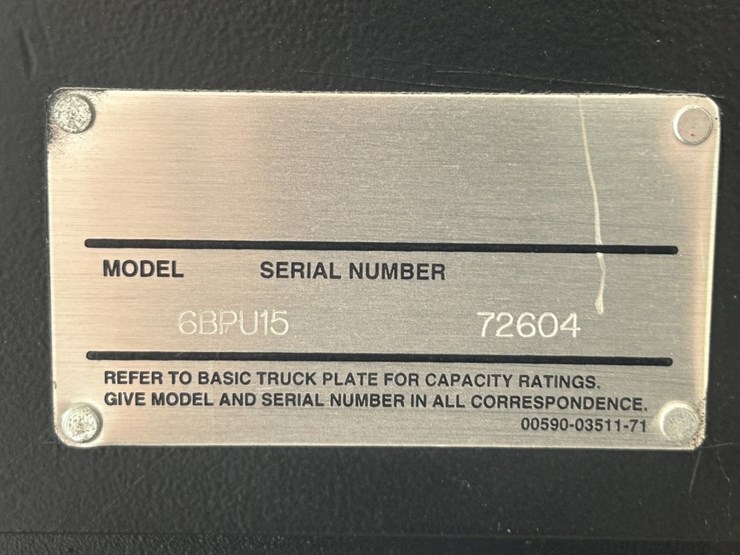 MODEL SERIAL NUMBER
6BPU15 72604
REFER TO BASIC TRUCK PLATE FOR CAPACITY RATINGS.
GIVE MODEL AND SERIAL NUMBER IN ALL CORRESPONDENCE.
00590-03511-71